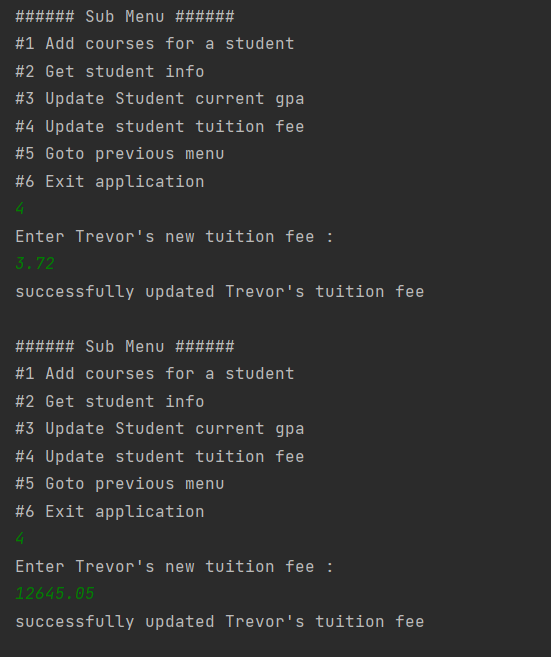 ###### Sub Menu ######
#1 Add courses for a student
#2 Get student info
#3 Update Student current gpa
#4 Update student tuition fee
#5 Goto previous menu
#6 Exit application
4
Enter Trevor's new tuition fee :
3.72
successfully updated Trevor's tuition fee

###### Sub Menu ######
#1 Add courses for a student
#2 Get student info
#3 Update Student current gpa
#4 Update student tuition fee
#5 Goto previous menu
#6 Exit application
4
Enter Trevor's new tuition fee :
12645.05
successfully updated Trevor's tuition fee